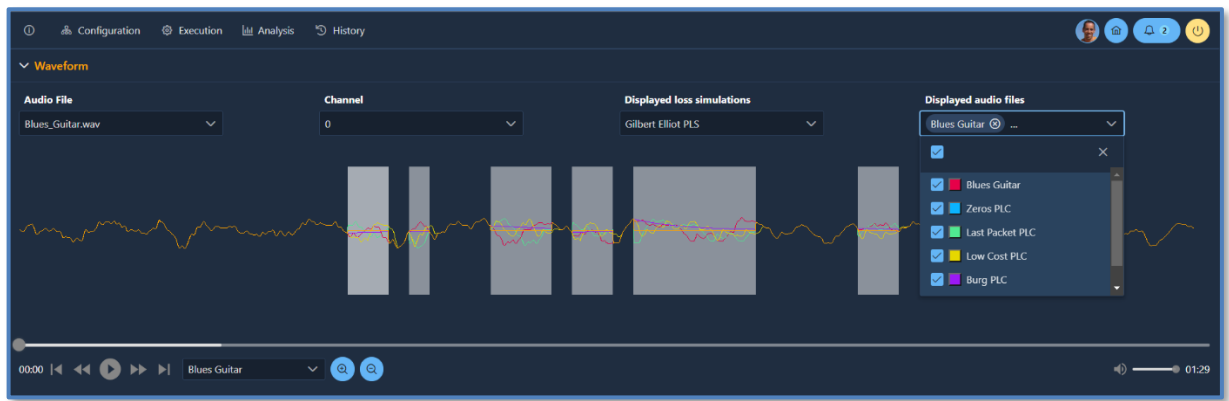 Configuration Execution Analysis History 2
Waveform
Audio File Channel Displayed loss simulations Displayed audio files
Blues_Guitar.wav 0 Gilbert Elliot PLS Blues Guitar ...
Blues Guitar
Zeros PLC
Last Packet PLC
Low Cost PLC
Burg PLC
00:00 Blues Guitar 01:29